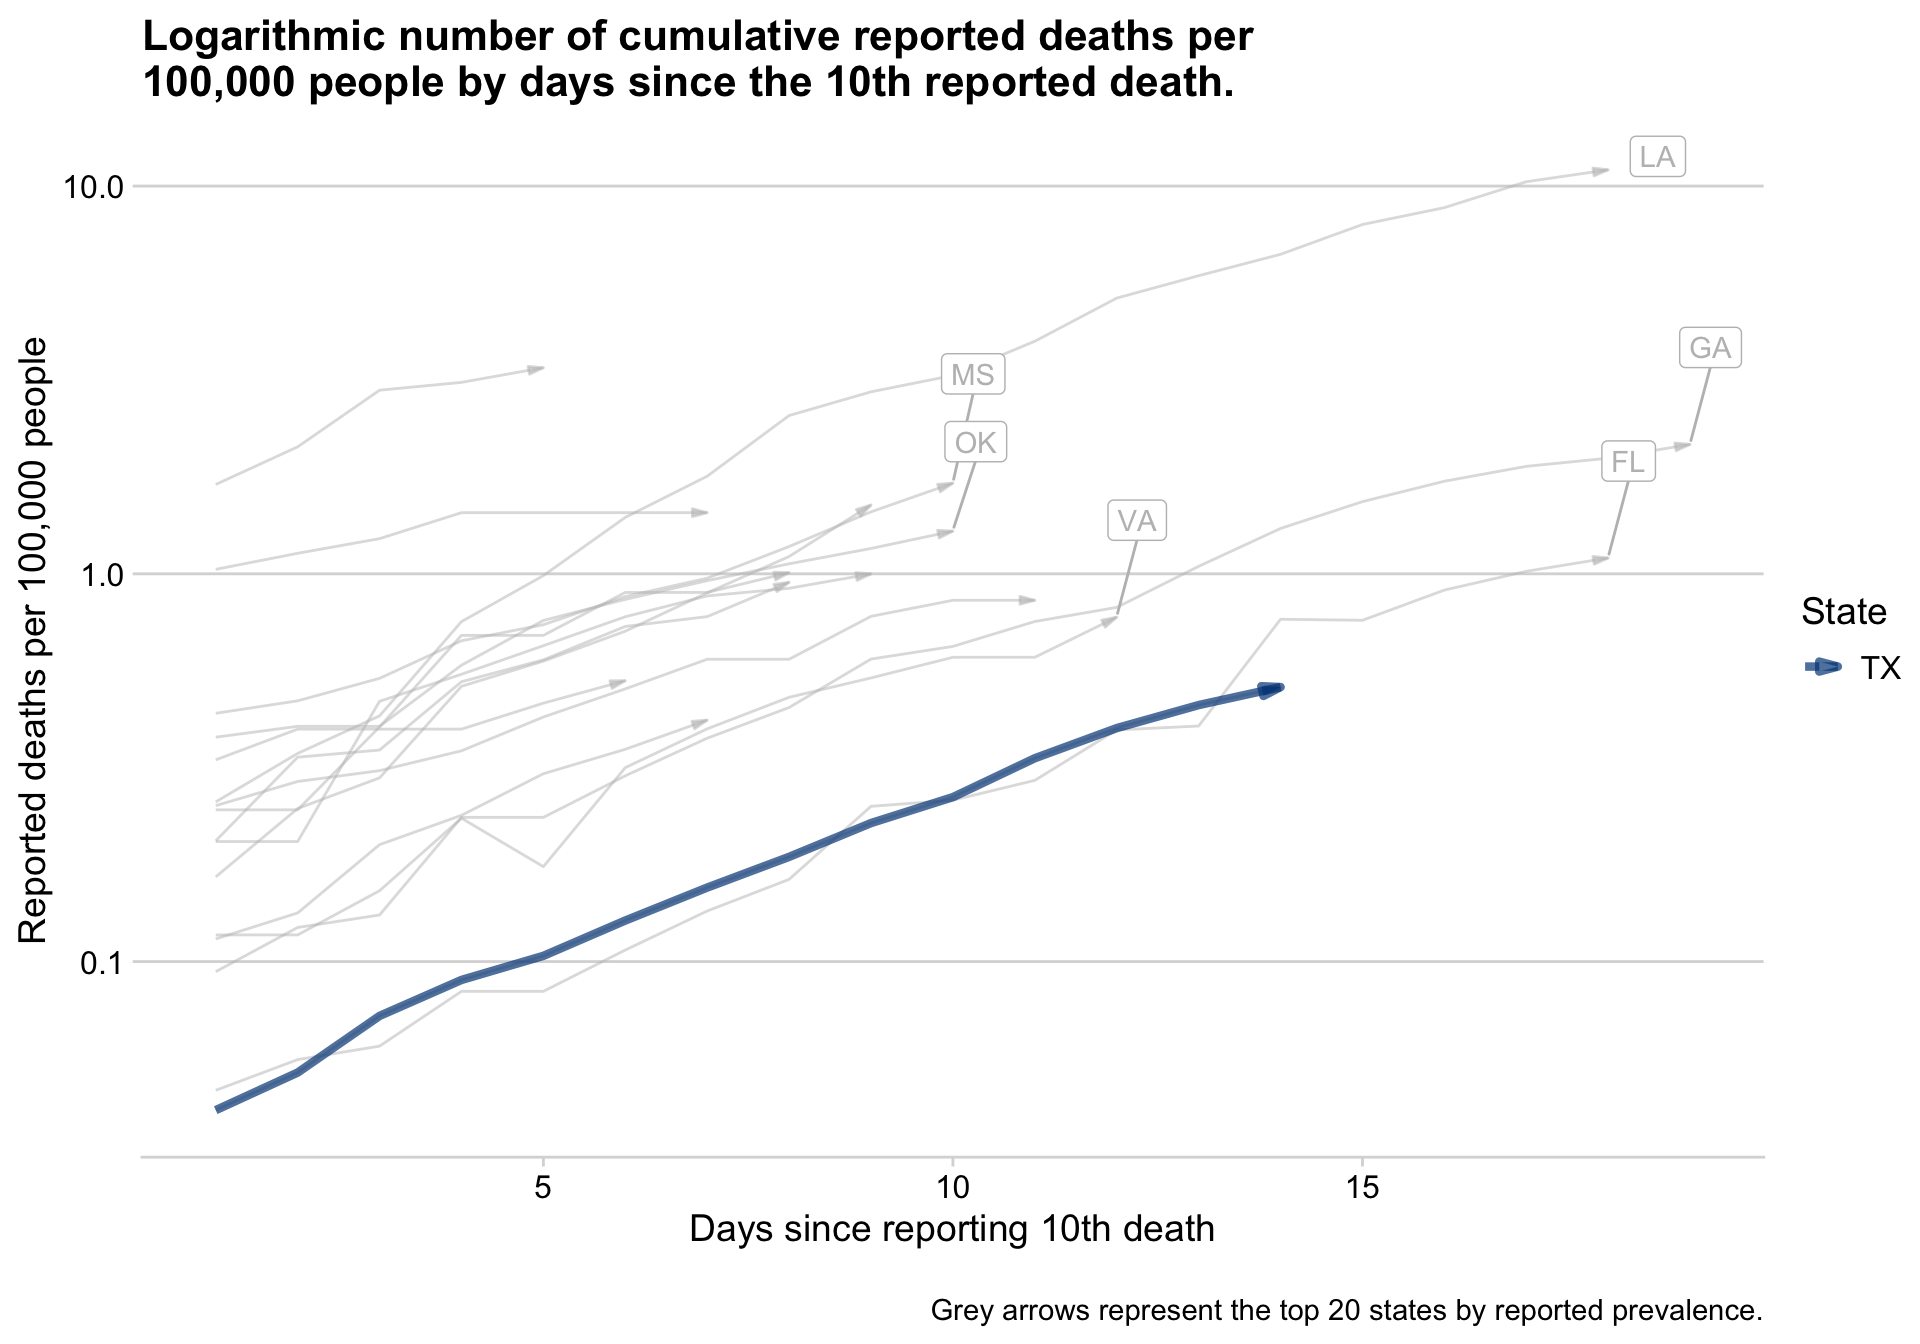 Logarithmic number of cumulative reported deaths per
100,000 people by days since the 10th reported death.
Reported deaths per 100,000 people
10.0
1.0
0.1
LA
MS
GA
OK
FL
VA
State
TX
5
10
15
Days since reporting 10th death
Grey arrows represent the top 20 states by reported prevalence.